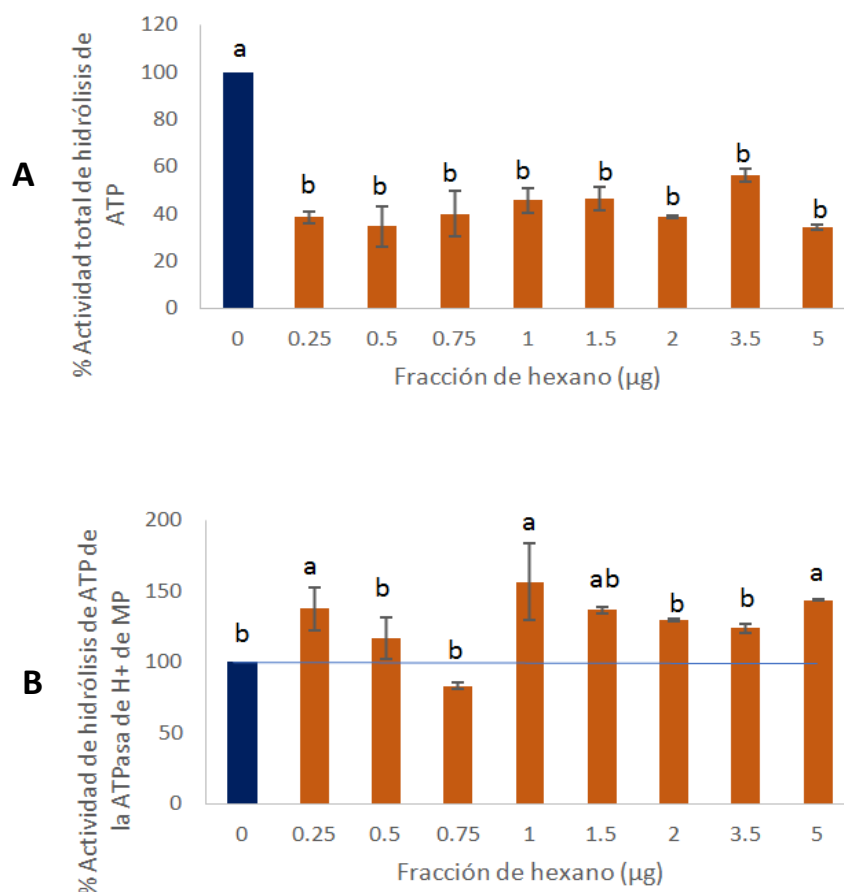 A
% Actividad total de hidrólisis de
ATP
120
100
80
60
40
20
0
a
b
b
b
b
b
b
b
b
0 0.25 0.5 0.75 1 1.5 2 3.5 5
Fracción de hexano (µg)
B
% Actividad de hidrólisis de ATP de
la ATPasa de H+ de MP
200
150
100
50
0
b
a
b
b
a
ab
b
b
a
0 0.25 0.5 0.75 1 1.5 2 3.5 5
Fracción de hexano (µg)